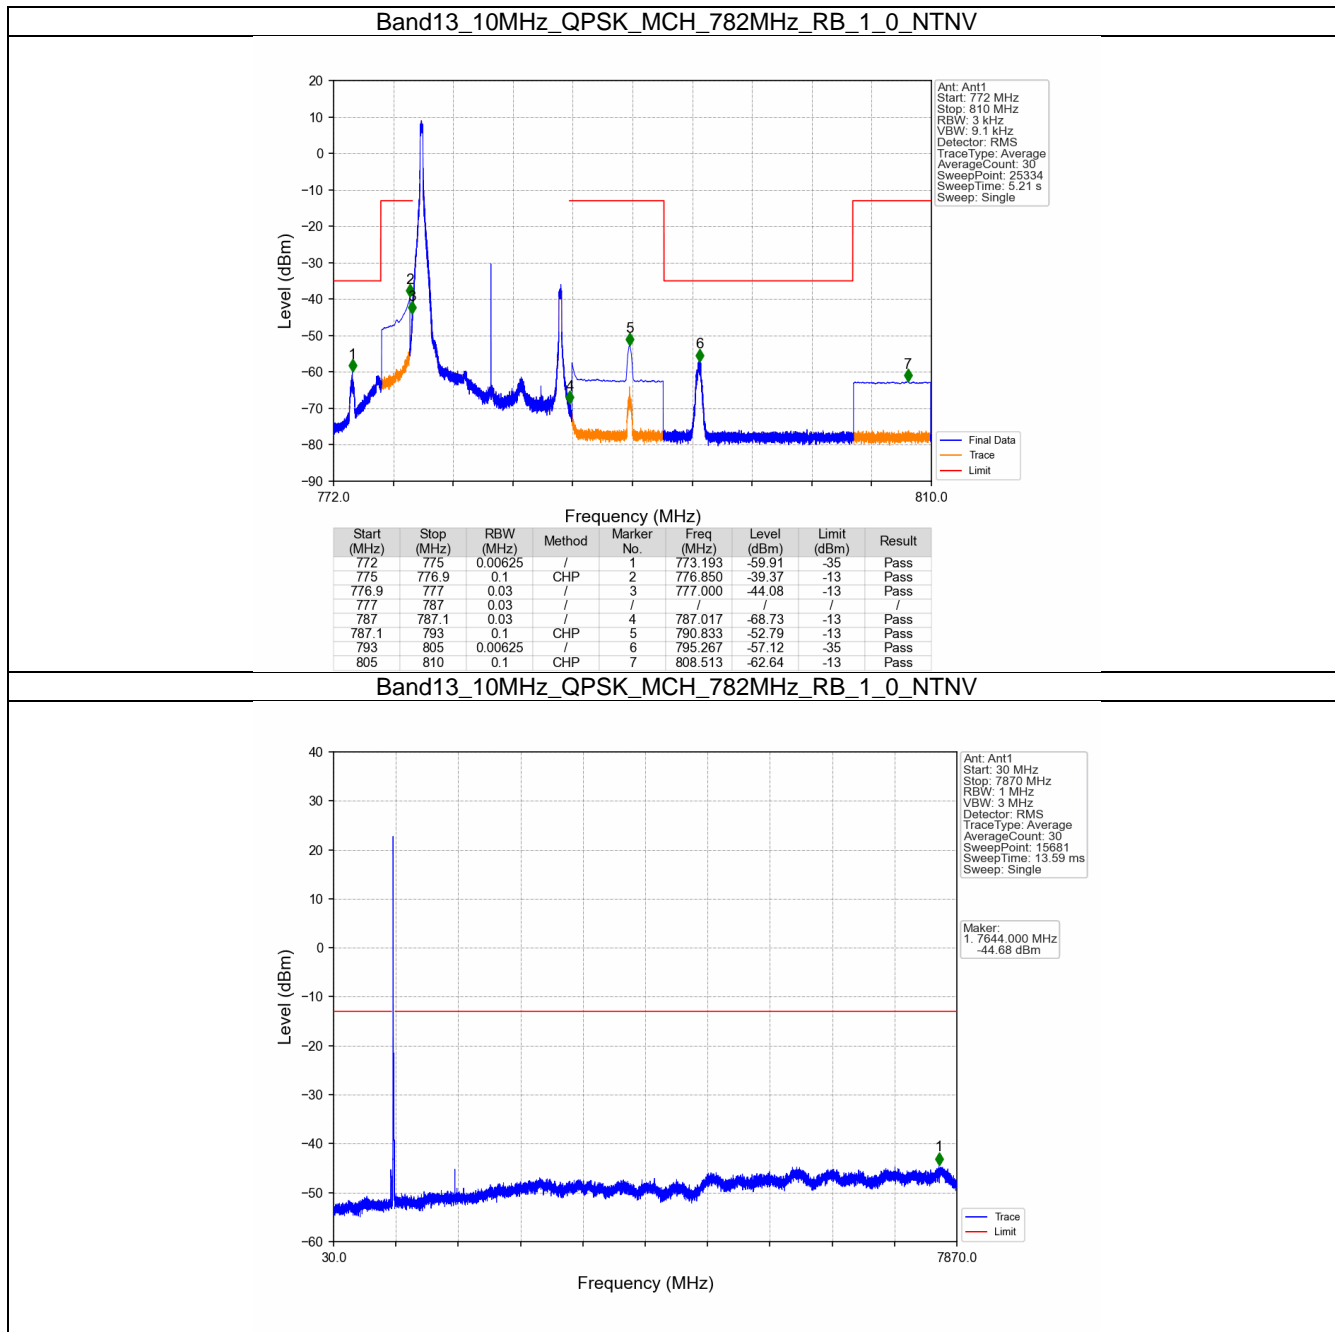 Band13_10MHz_QPSK_MCH_782MHz_RB_1_0_NTNV
20
10
0
−10
−20
−30
−40
−50
−60
−70
−80
−90
Level (dBm)
1
2
3
4
5
6
7
Ant: Ant1
Start: 772 MHz
Stop: 810 MHz
RBW: 3 kHz
VBW: 9.1 kHz
Detector: RMS
TraceType: Average
AverageCount: 30
SweepPoint: 25334
SweepTime: 5.21 s
Sweep: Single
Final Data
Trace
Limit
772.0 810.0
Frequency (MHz)
Start (MHz) Stop (MHz) RBW (MHz) Method Marker No. Freq (MHz) Level (dBm) Limit (dBm) Result
772 775 0.00625 / 1 773.193 -59.91 -35 Pass
775 776.9 0.1 CHP 2 776.850 -39.37 -13 Pass
776.9 777 0.03 / 3 777.000 -44.08 -13 Pass
777 787 0.03 / / / / / /
787 787.1 0.03 / 4 787.017 -68.73 -13 Pass
787.1 793 0.1 CHP 5 790.833 -52.79 -13 Pass
793 805 0.00625 / 6 795.267 -57.12 -35 Pass
805 810 0.1 CHP 7 808.513 -62.64 -13 Pass
Band13_10MHz_QPSK_MCH_782MHz_RB_1_0_NTNV
40
30
20
10
0
−10
−20
−30
−40
−50
−60
Level (dBm)
1
Ant: Ant1
Start: 30 MHz
Stop: 7870 MHz
RBW: 1 MHz
VBW: 3 MHz
Detector: RMS
TraceType: Average
AverageCount: 30
SweepPoint: 15681
SweepTime: 13.59 ms
Sweep: Single
Maker:
1. 7644.000 MHz
-44.68 dBm
Trace
Limit
30.0 7870.0
Frequency (MHz)